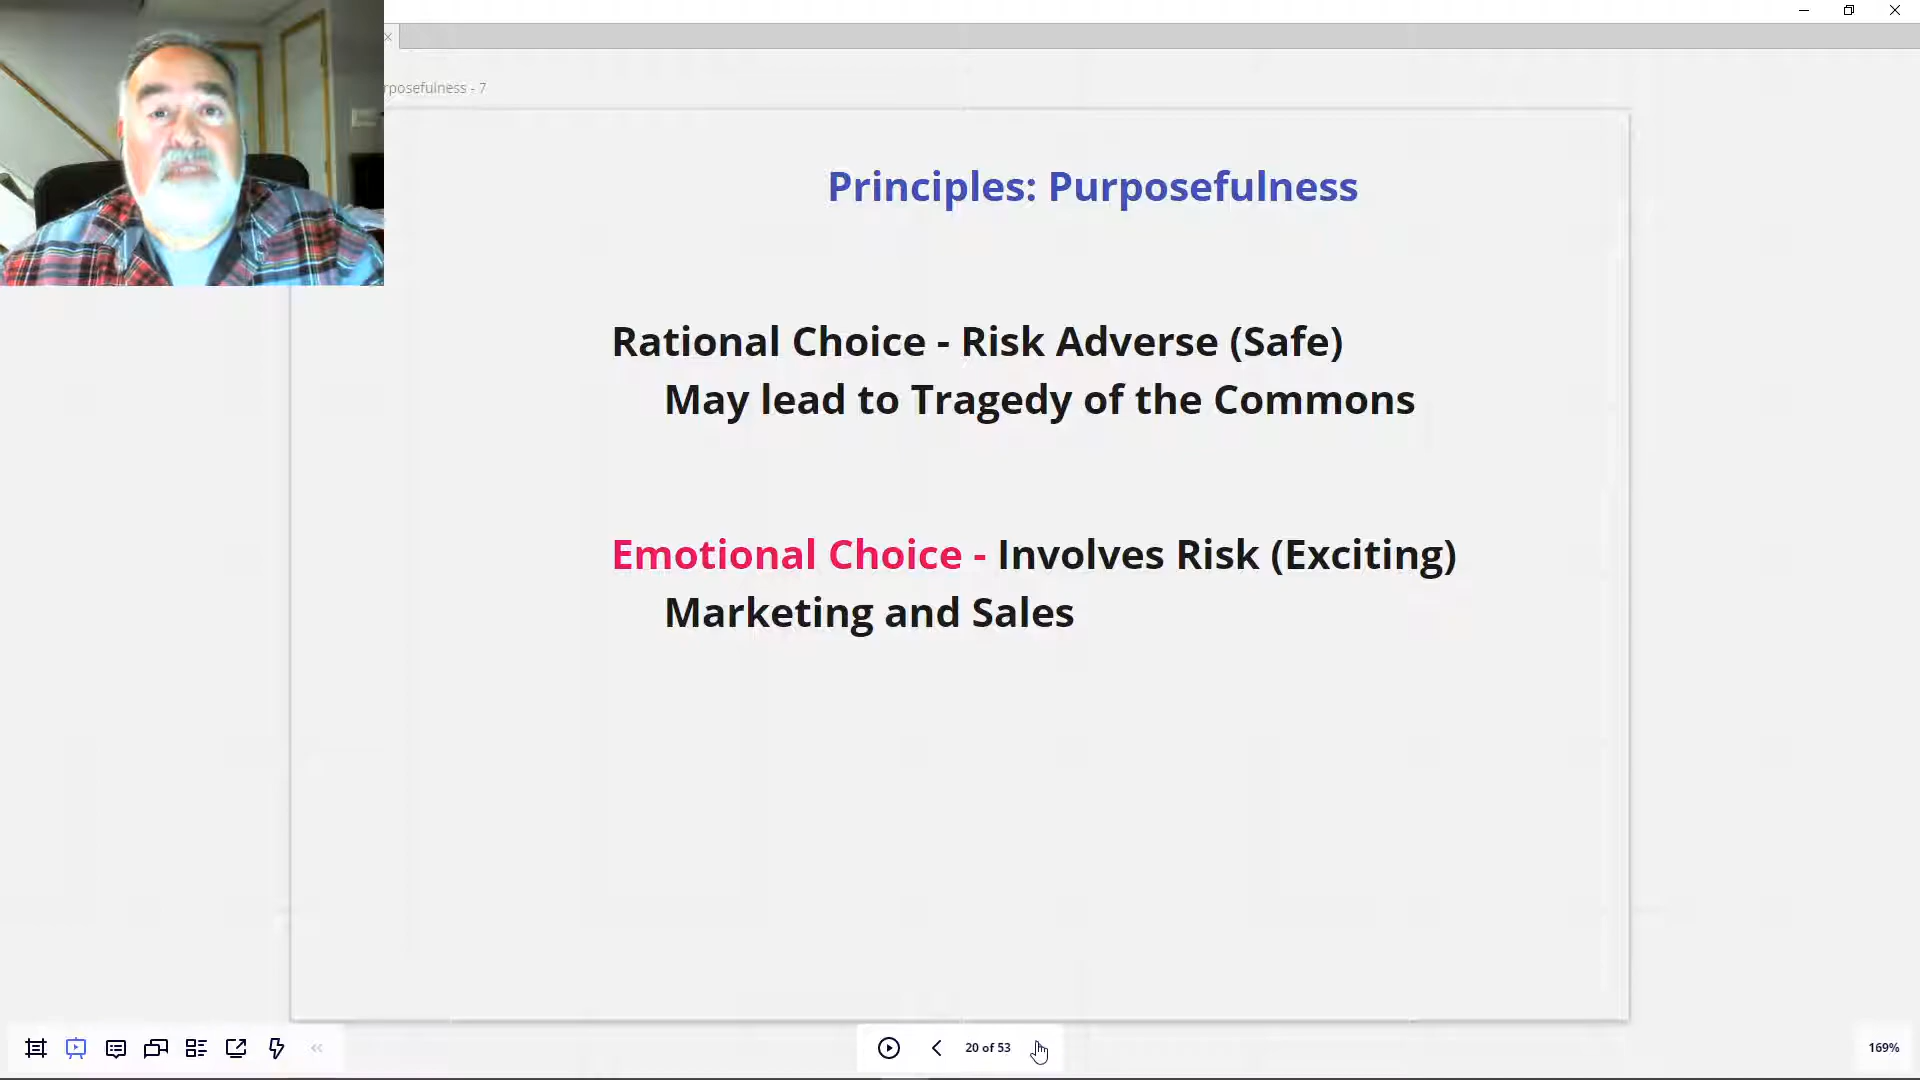 rposefulness - 7
Principles: Purposefulness
Rational Choice - Risk Adverse (Safe)
May lead to Tragedy of the Commons
Emotional Choice - Involves Risk (Exciting)
Marketing and Sales
20 of 53
169%